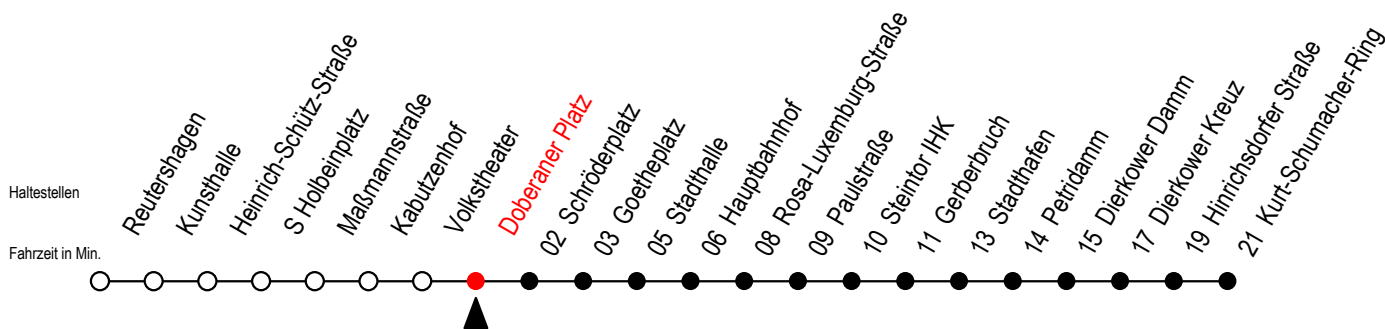 Haltestellen
Fahrzeit in Min.
Reutershagen
Kunsthalle
Heinrich-Schütz-Straße
S Holbeinplatz
Maßmannstraße
Kabutzenhof
Volkstheater
Doberaner Platz
02 Schröderplatz
03 Goetheplatz
05 Stadthalle
06 Hauptbahnhof
08 Rosa-Luxemburg-Straße
09 Paulstraße
10 Steintor IHK
11 Gerberbruch
13 Stadthafen
14 Petridamm
15 Dierkower Damm
17 Dierkower Kreuz
19 Hinrichsdorfer Straße
21 Kurt-Schumacher-Ring